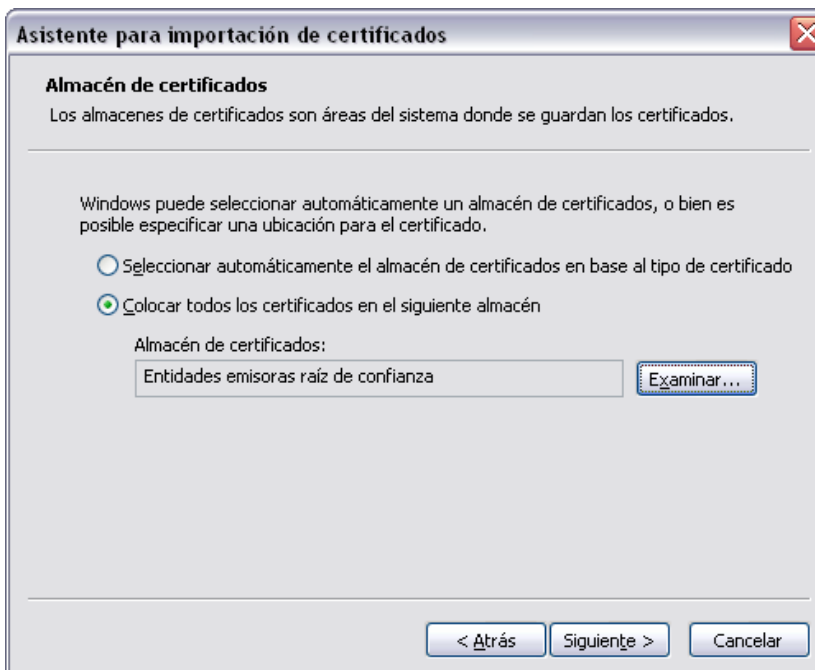 Asistente para importación de certificados
Almacén de certificados
Los almacenes de certificados son áreas del sistema donde se guardan los certificados.
Windows puede seleccionar automáticamente un almacén de certificados, o bien es
posible especificar una ubicación para el certificado.
Seleccionar automáticamente el almacén de certificados en base al tipo de certificado
Colocar todos los certificados en el siguiente almacén
Almacén de certificados:
Entidades emisoras raíz de confianza
Examinar...
< Atrás
Siguiente >
Cancelar